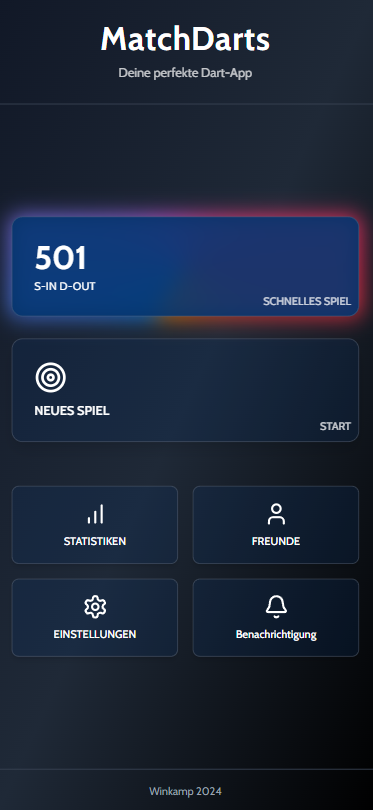 MatchDarts
Deine perfekte Dart-App
501
S-IN D-OUT
SCHNELLES SPIEL
NEUES SPIEL
START
STATISTIKEN
FREUNDE
EINSTELLUNGEN
Benachrichtigung
Winkamp 2024